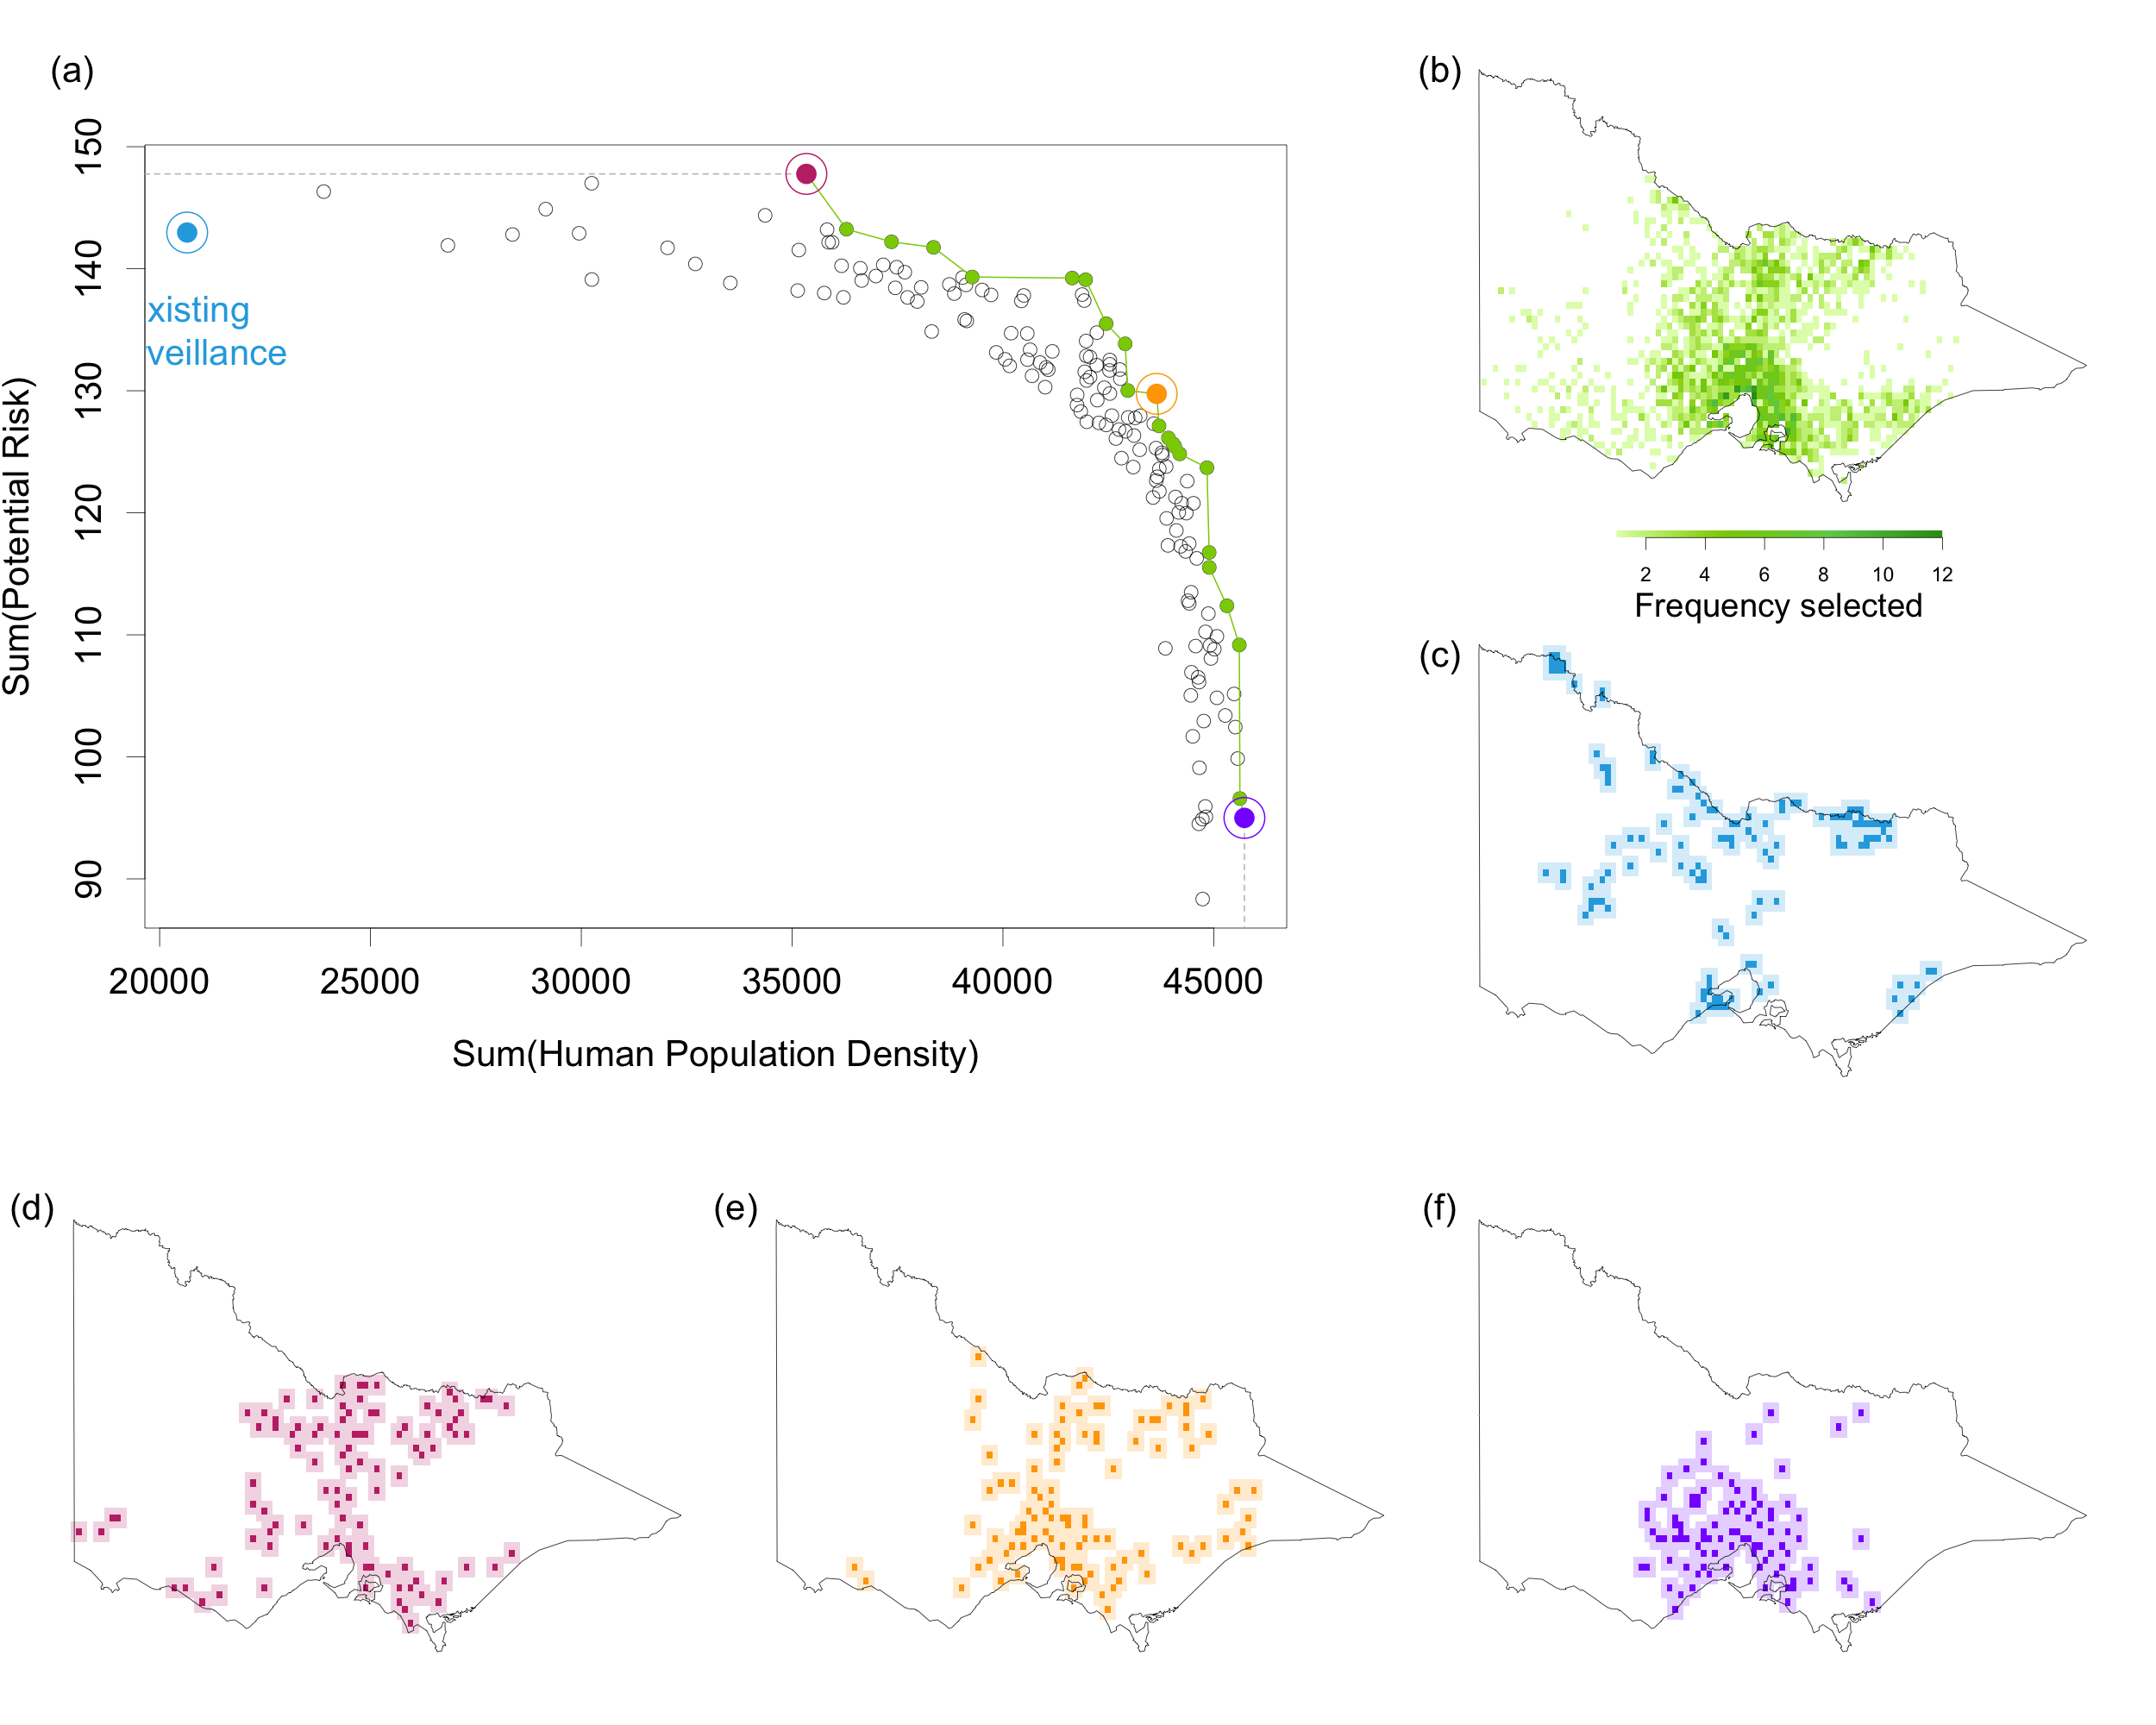 (a)
150
140
130
120
110
100
90
Sum(Potential Risk)
xisting
veillance
20000 25000 30000 35000 40000 45000
Sum(Human Population Density)
(b)
2 4 6 8 10 12
Frequency selected
(c)
(d)
(e)
(f)